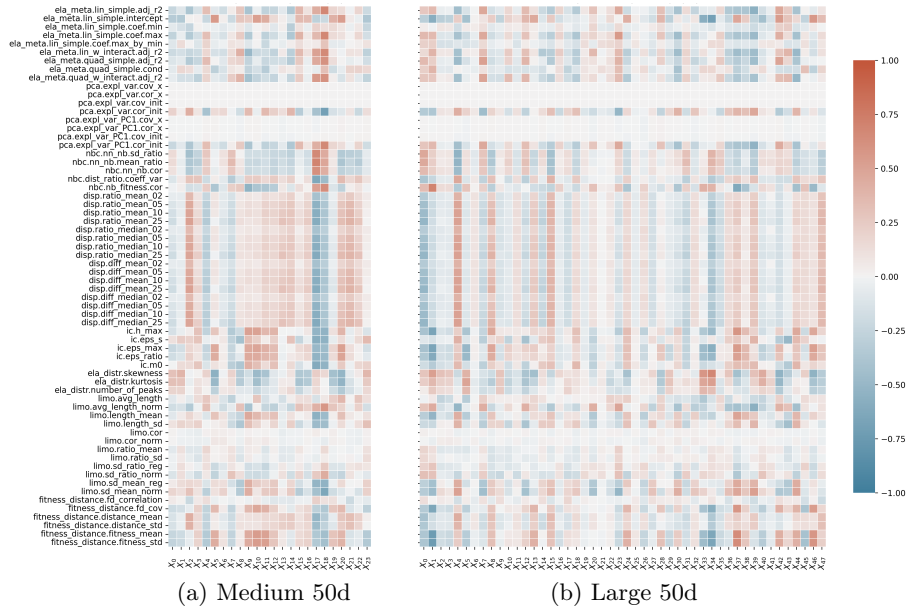 ela_meta.lin_simple.adj_r2
ela_meta.lin_simple.intercept
ela_meta.lin_simple.coef.min
ela_meta.lin_simple.coef.max
ela_meta.lin_simple.coef.max_by_min
ela_meta.lin_w_interact.adj_r2
ela_meta.quad_simple.adj_r2
ela_meta.quad_simple.cond
ela_meta.quad_w_interact.adj_r2
pca.expl_var.cov_x
pca.expl_var.cor_x
pca.expl_var.cov_init
pca.expl_var.cor_init
pca.expl_var_PC1.cov_x
pca.expl_var_PC1.cor_x
pca.expl_var_PC1.cov_init
pca.expl_var_PC1.cor_init
nbc.nn_nb.sd_ratio
nbc.nn_nb.mean_ratio
nbc.nn_nb.cor
nbc.dist_ratio.coeff_var
nbc.nb_fitness.cor
disp.ratio_mean_02
disp.ratio_mean_05
disp.ratio_mean_10
disp.ratio_mean_25
disp.ratio_median_02
disp.ratio_median_05
disp.ratio_median_10
disp.ratio_median_25
disp.diff_mean_02
disp.diff_mean_05
disp.diff_mean_10
disp.diff_mean_25
disp.diff_median_02
disp.diff_median_05
disp.diff_median_10
disp.diff_median_25
ic.h_max
ic.eps_s
ic.eps_max
ic.eps_ratio
ic.m0
ela_distr.skewness
ela_distr.kurtosis
ela_distr.number_of_peaks
limo.avg_length
limo.avg_length_norm
limo.length_mean
limo.length_sd
limo.cor
limo.cor_norm
limo.ratio_mean
limo.ratio_sd
limo.sd_ratio_reg
limo.sd_ratio_norm
limo.sd_mean_reg
limo.sd_mean_norm
fitness_distance.fd_correlation
fitness_distance.fd_cov
fitness_distance.distance_mean
fitness_distance.distance_std
fitness_distance.fitness_mean
fitness_distance.fitness_std
1.00
0.75
0.50
0.25
0.00
−0.25
−0.50
−0.75
−1.00
(a) Medium 50d
(b) Large 50d